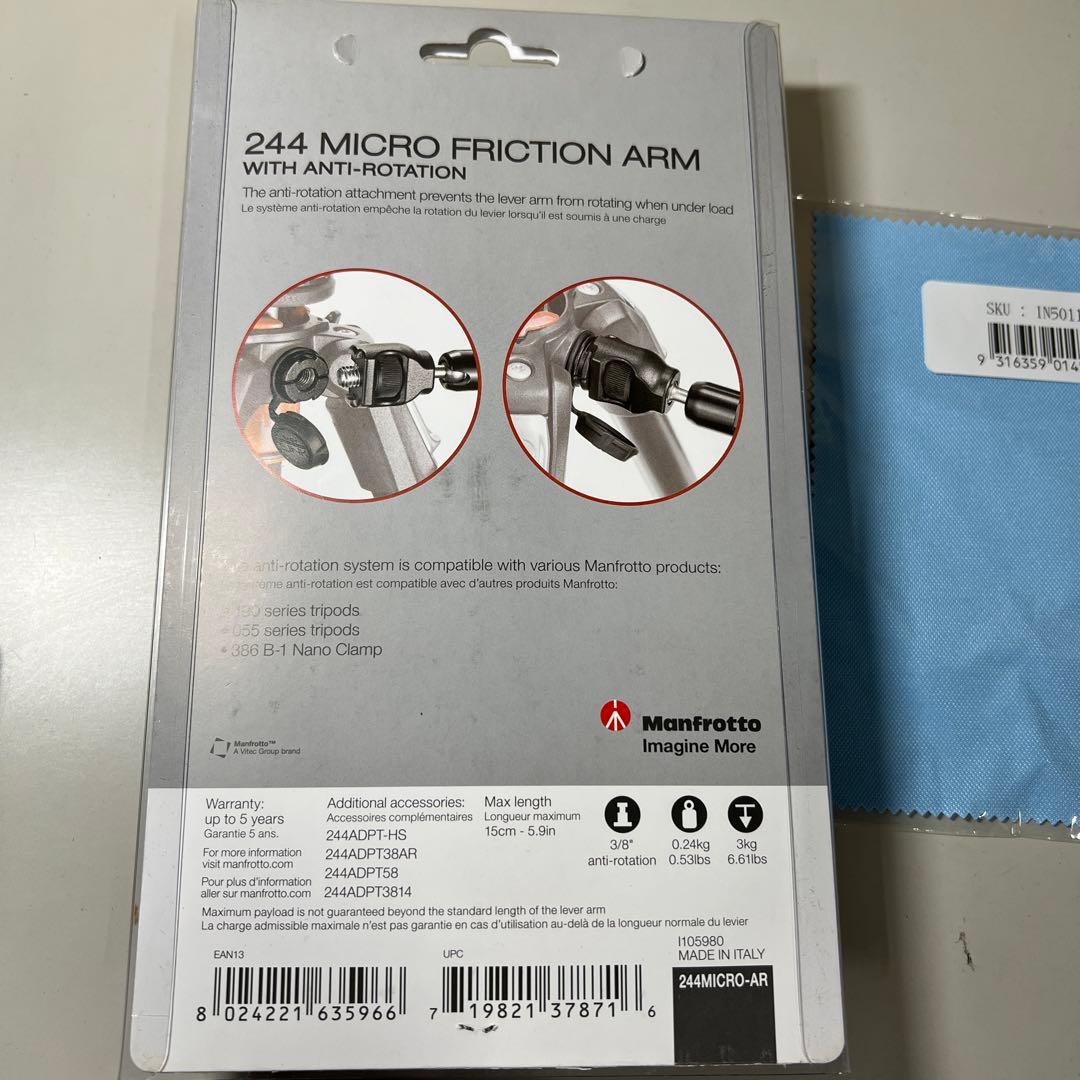 244 MICRO FRICTION ARM
WITH ANTI-ROTATION
The anti-rotation attachment prevents the lever arm from rotating when under load
Le système anti-rotation empêche la rotation du levier lorsqu'il est soumis à une charge
anti-rotation system is compatible with various Manfrotto products:
anti-rotation est compatible avec d'autres produits Manfrotto:
series tripods
055 series tripods
• 386 B-1 Nano Clamp
Manfrotto
Imagine More
Manfrotto™
A Vitec Group brand
Warranty:
up to 5 years
Garantie 5 ans.
For more information
visit manfrotto.com
Pour plus d'information
aller sur manfrotto.com
Additional accessories:
Accessoires complémentaires
244ADPT-HS
244ADPT38AR
244ADPT58
244ADPT3814
Max length
Longueur maximum
15cm - 5.9in
3/8"
anti-rotation
0.24kg
0.53lbs
3kg
6.61lbs
Maximum payload is not guaranteed beyond the standard length of the lever arm
La charge admissible maximale n'est pas garantie en cas d'utilisation au-delà de la longueur normale du levier
EAN13
8 024221 635966
UPC
7 19821 37871 6
I105980
MADE IN ITALY
244MICRO-AR
SKU : IN5011
9 316359 014